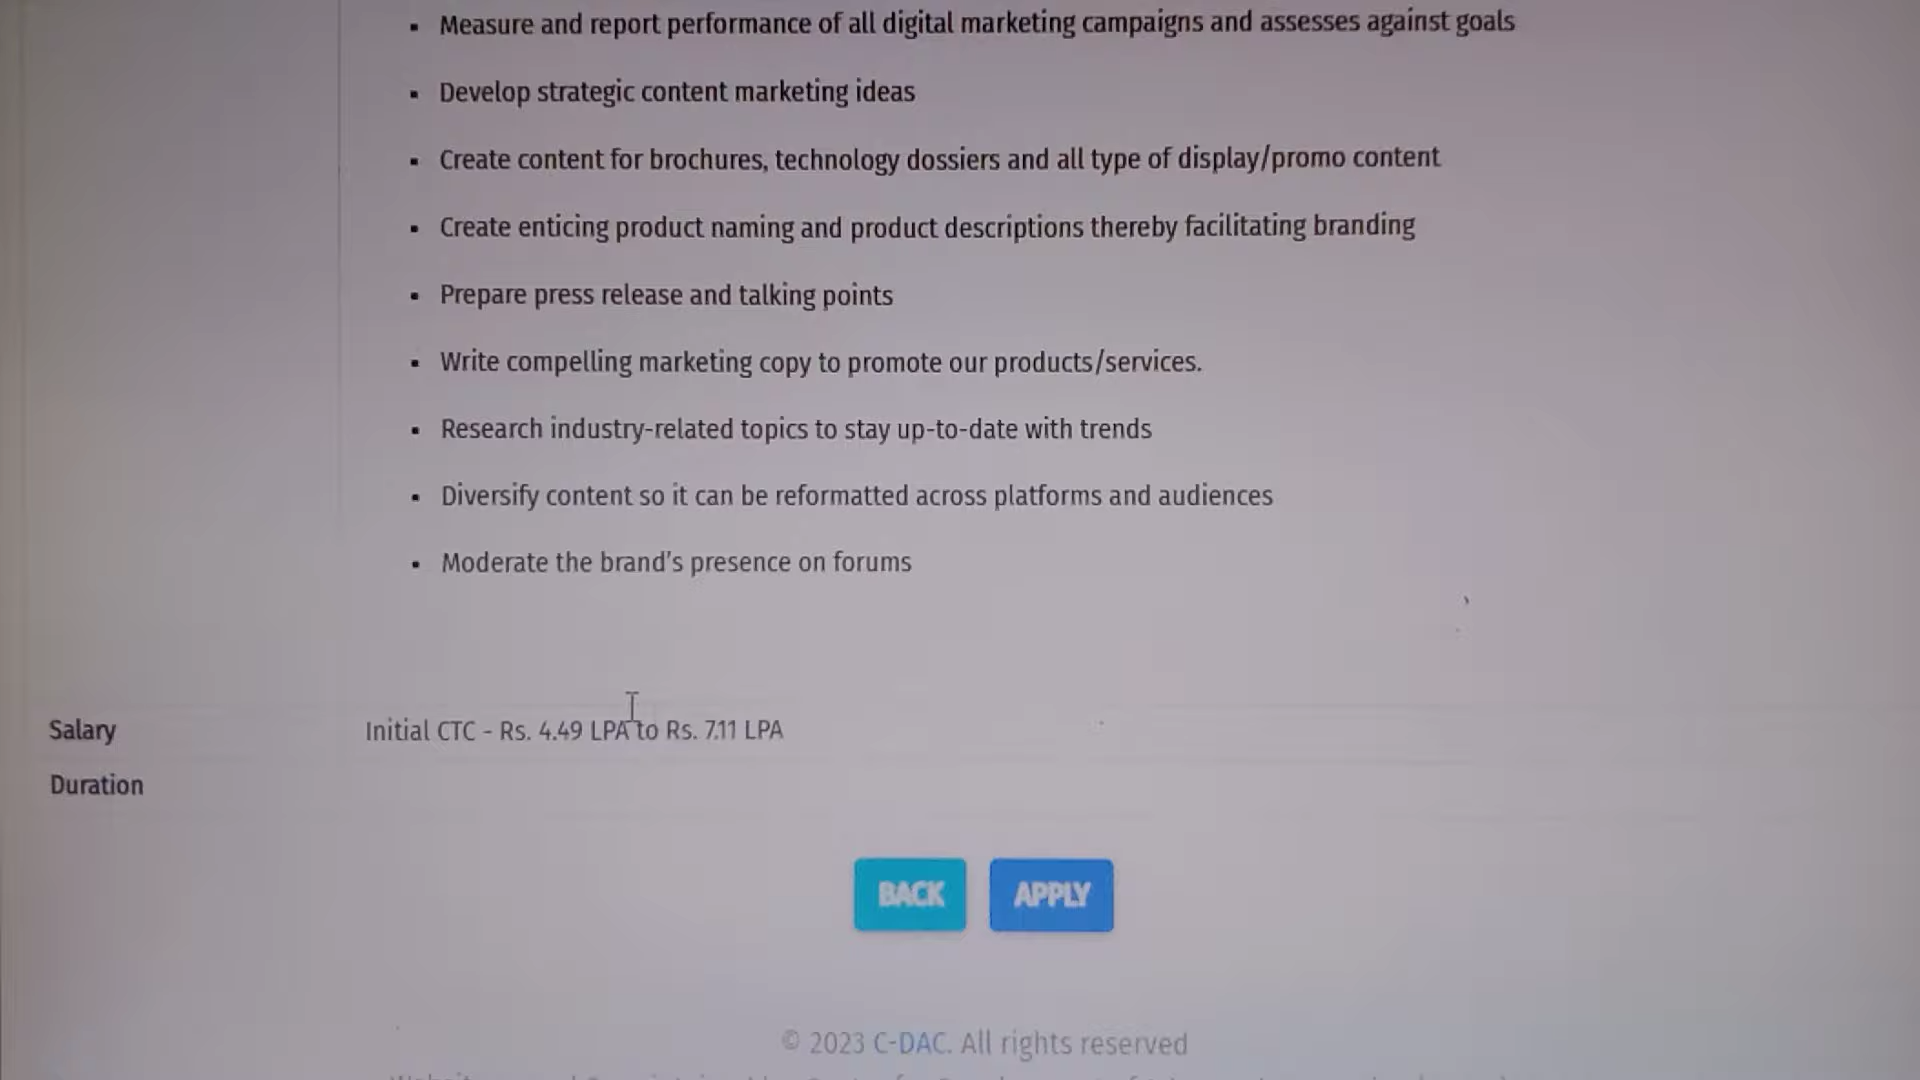 ▪ Measure and report performance of all digital marketing campaigns and assesses against goals
▪ Develop strategic content marketing ideas
▪ Create content for brochures, technology dossiers and all type of display/promo content
▪ Create enticing product naming and product descriptions thereby facilitating branding
▪ Prepare press release and talking points
▪ Write compelling marketing copy to promote our products/services.
▪ Research industry-related topics to stay up-to-date with trends
▪ Diversify content so it can be reformatted across platforms and audiences
▪ Moderate the brand's presence on forums
Salary Initial CTC - Rs. 4.49 LPA to Rs. 7.11 LPA
Duration
BACK APPLY
© 2023 C-DAC. All rights reserved